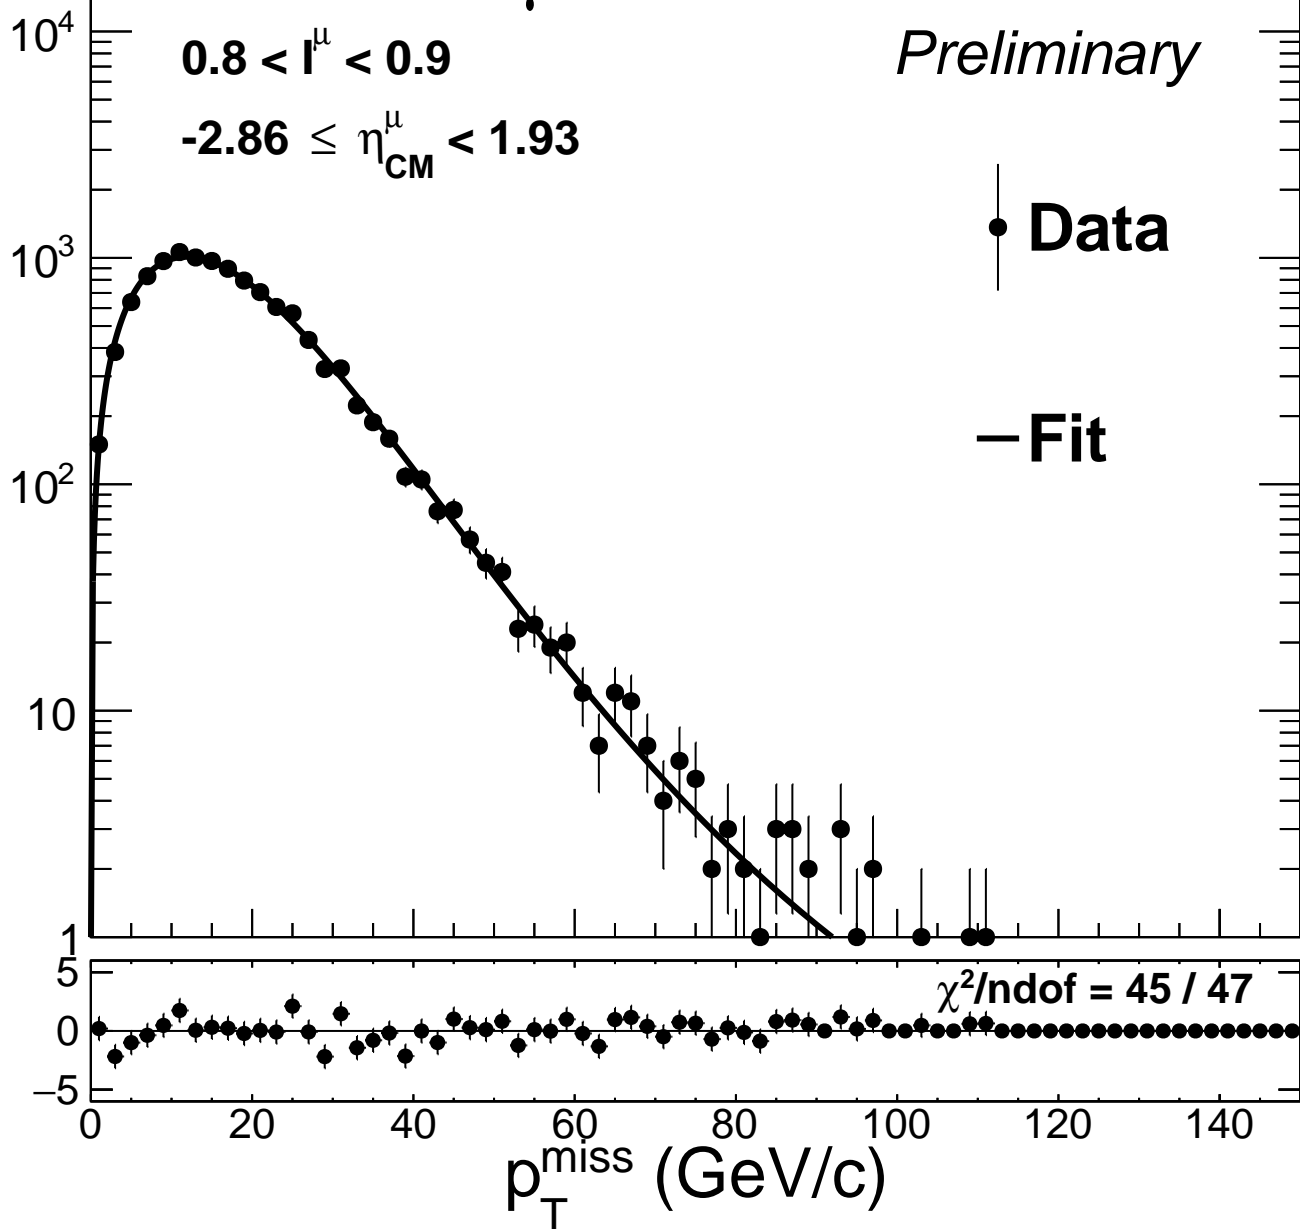 10⁴
0.8 < I^μ < 0.9
Preliminary
-2.86 ≤ η^μ_CM < 1.93
Data
10³
Fit
10²
10
1
5
χ²/ndof = 45 / 47
0
−5
0 20 40 60 80 100 120 140
p_T^miss (GeV/c)